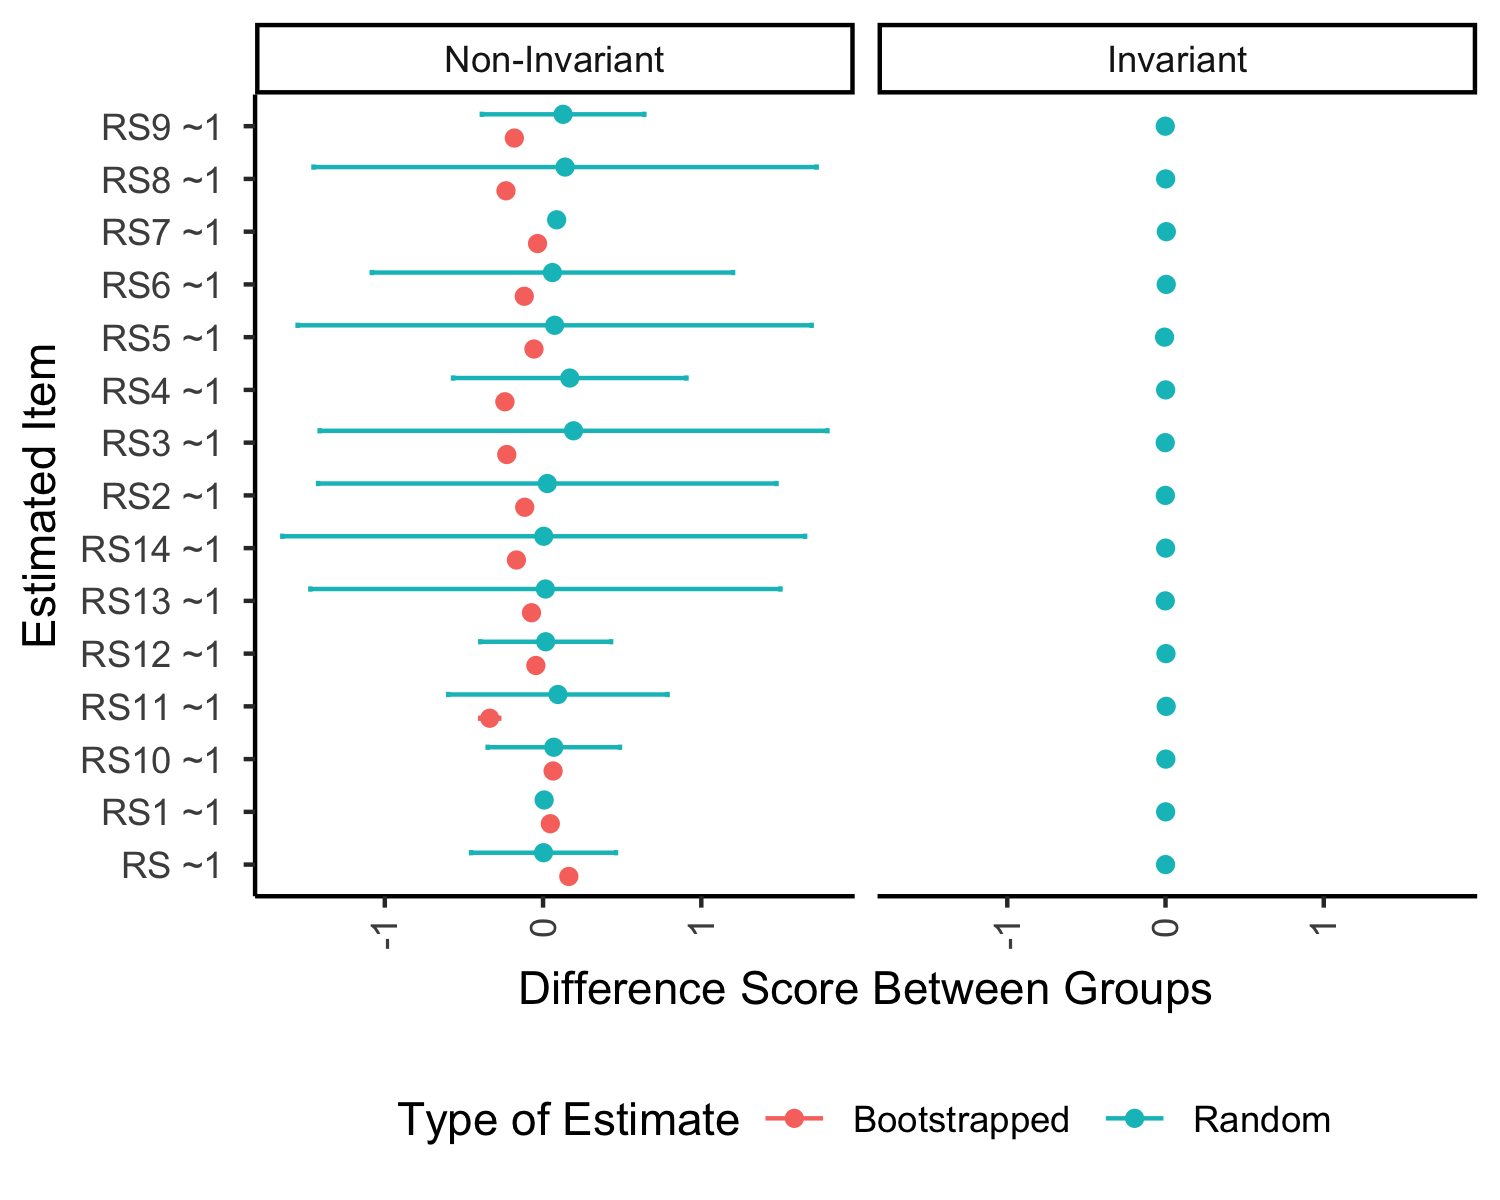 Non-Invariant
Invariant
Estimated Item
RS9 ~1
RS8 ~1
RS7 ~1
RS6 ~1
RS5 ~1
RS4 ~1
RS3 ~1
RS2 ~1
RS14 ~1
RS13 ~1
RS12 ~1
RS11 ~1
RS10 ~1
RS1 ~1
RS ~1
-1 0 1
-1 0 1
Difference Score Between Groups
Type of Estimate Bootstrapped Random